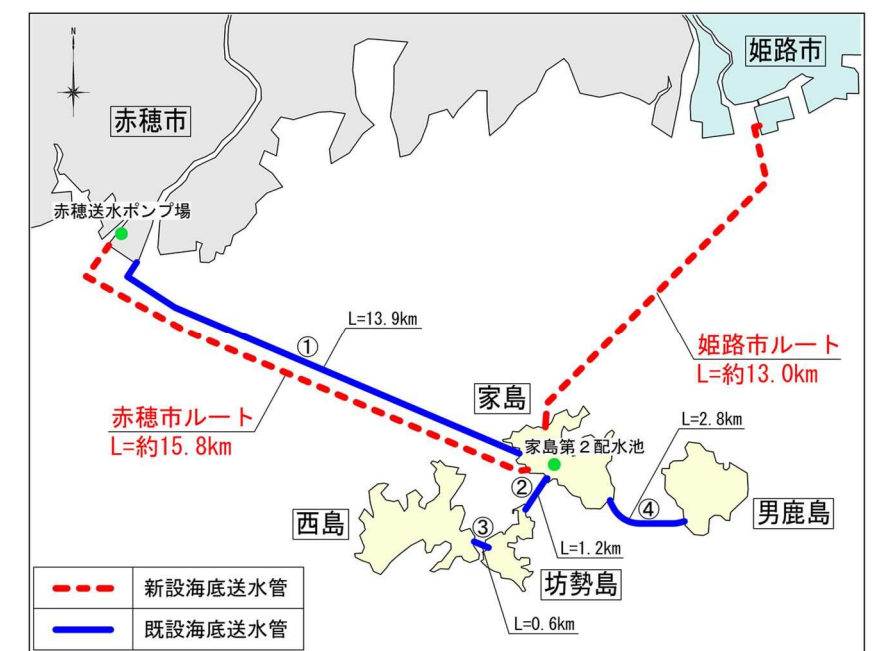 N
姫路市
赤穂市
赤穂送水ポンプ場
L=13.9km
①
姫路市ルート
L=約13.0km
家島
赤穂市ルート
L=約15.8km
L=2.8km
家島第2配水池
②
④
西島
③
男鹿島
L=1.2km
坊勢島
L=0.6km
新設海底送水管
既設海底送水管